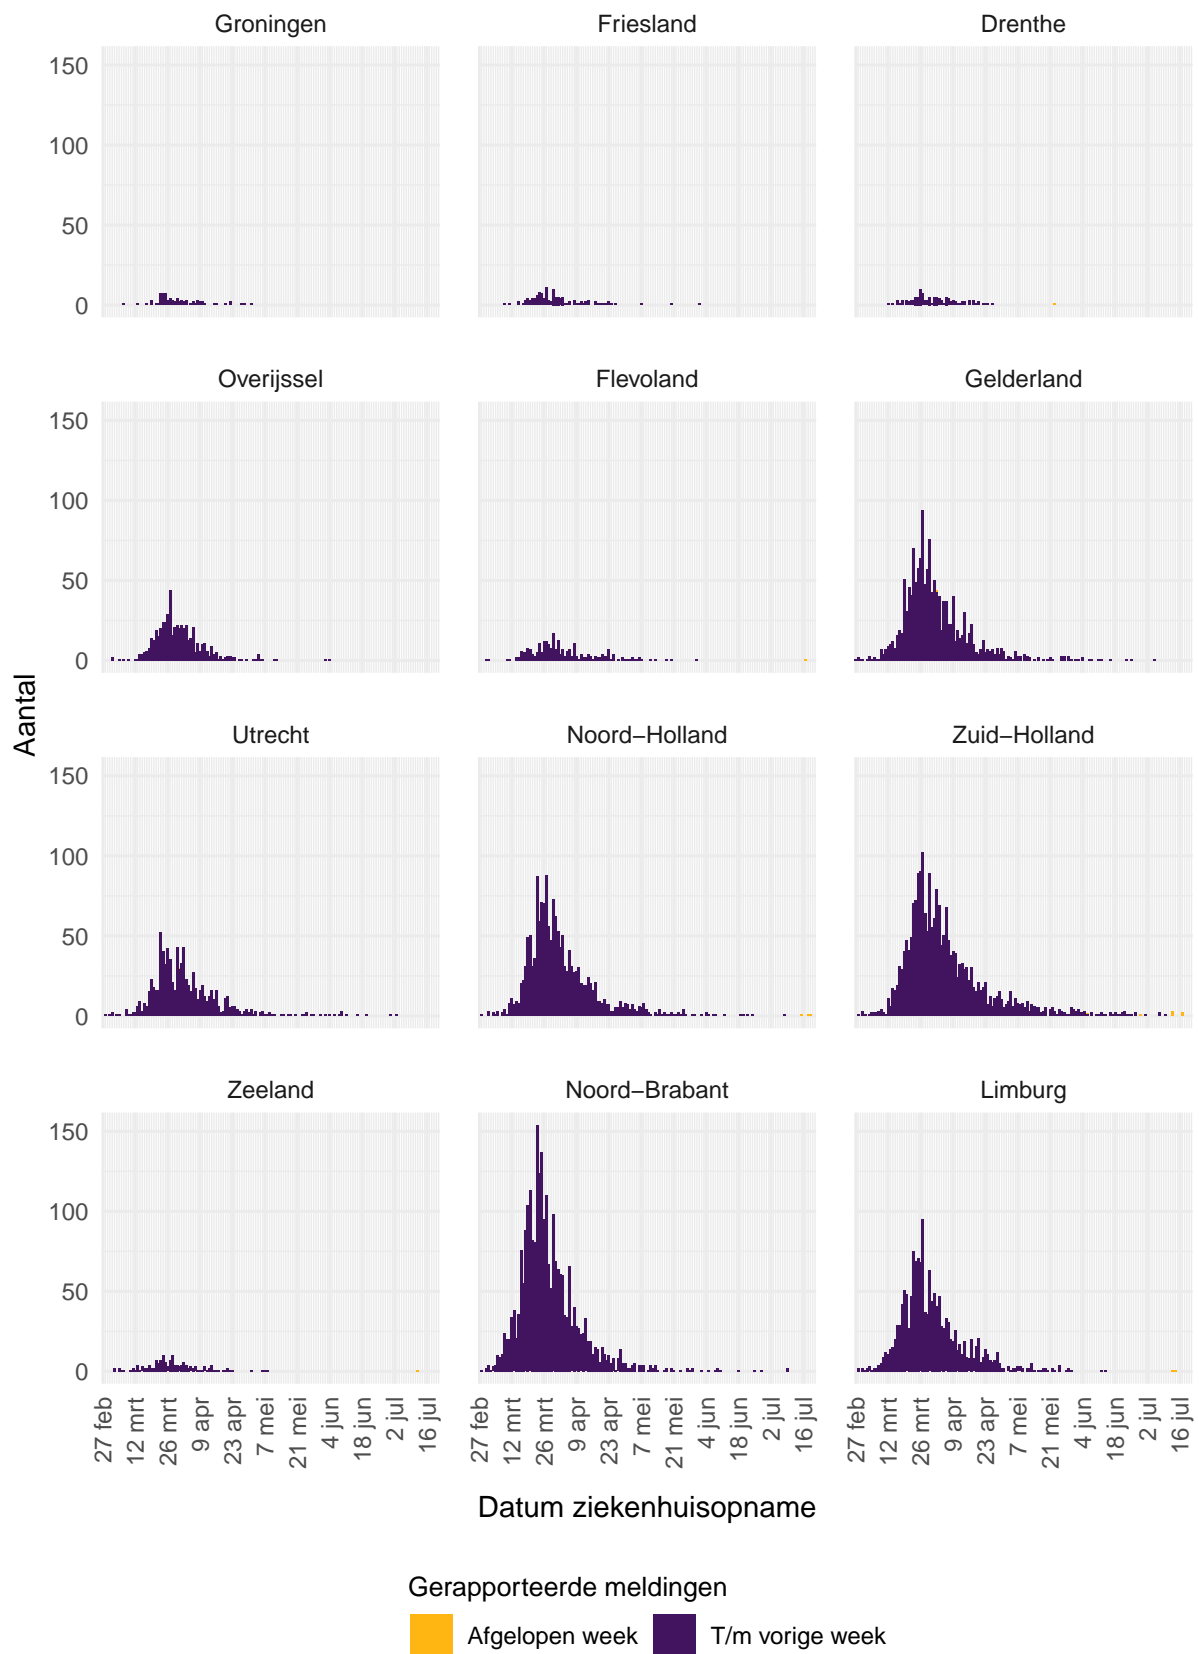 Groningen Friesland Drenthe
150
100
50
0
Overijssel Flevoland Gelderland
150
100
50
0
Utrecht Noord−Holland Zuid−Holland
150
100
50
0
Zeeland Noord−Brabant Limburg
150
100
50
0
Aantal
27 feb 12 mrt 26 mrt 9 apr 23 apr 7 mei 21 mei 4 jun 18 jun 2 jul 16 jul
27 feb 12 mrt 26 mrt 9 apr 23 apr 7 mei 21 mei 4 jun 18 jun 2 jul 16 jul
27 feb 12 mrt 26 mrt 9 apr 23 apr 7 mei 21 mei 4 jun 18 jun 2 jul 16 jul
Datum ziekenhuisopname
Gerapporteerde meldingen
Afgelopen week T/m vorige week